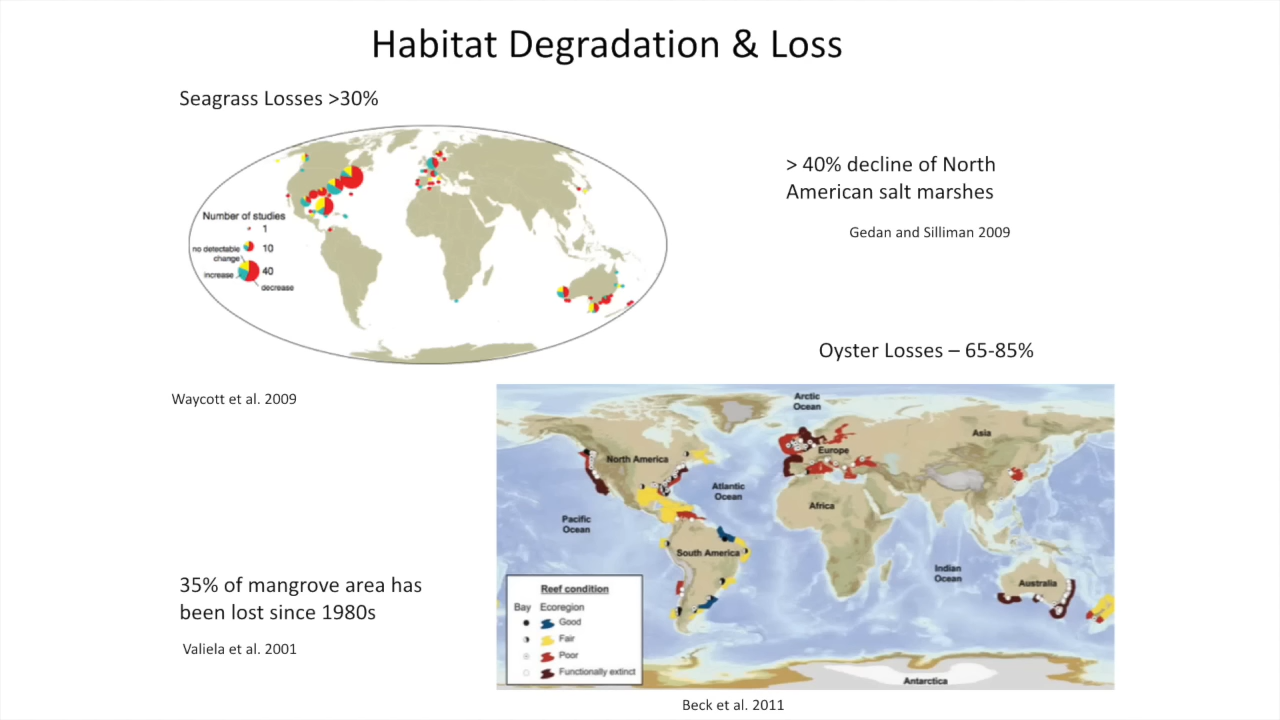 Habitat Degradation & Loss
Seagrass Losses >30%
Number of studies
1
no detectable
change
10
increase
40
decrease
Waycott et al. 2009
> 40% decline of North
American salt marshes
Gedan and Silliman 2009
Oyster Losses – 65-85%
Arctic
Ocean
Asia
Europe
North America
Atlantic
Ocean
Africa
Pacific
Ocean
South America
Indian
Ocean
Australia
Reef condition
Bay Ecoregion
Good
Fair
Poor
Functionally extinct
Antarctica
Beck et al. 2011
35% of mangrove area has
been lost since 1980s
Valiela et al. 2001